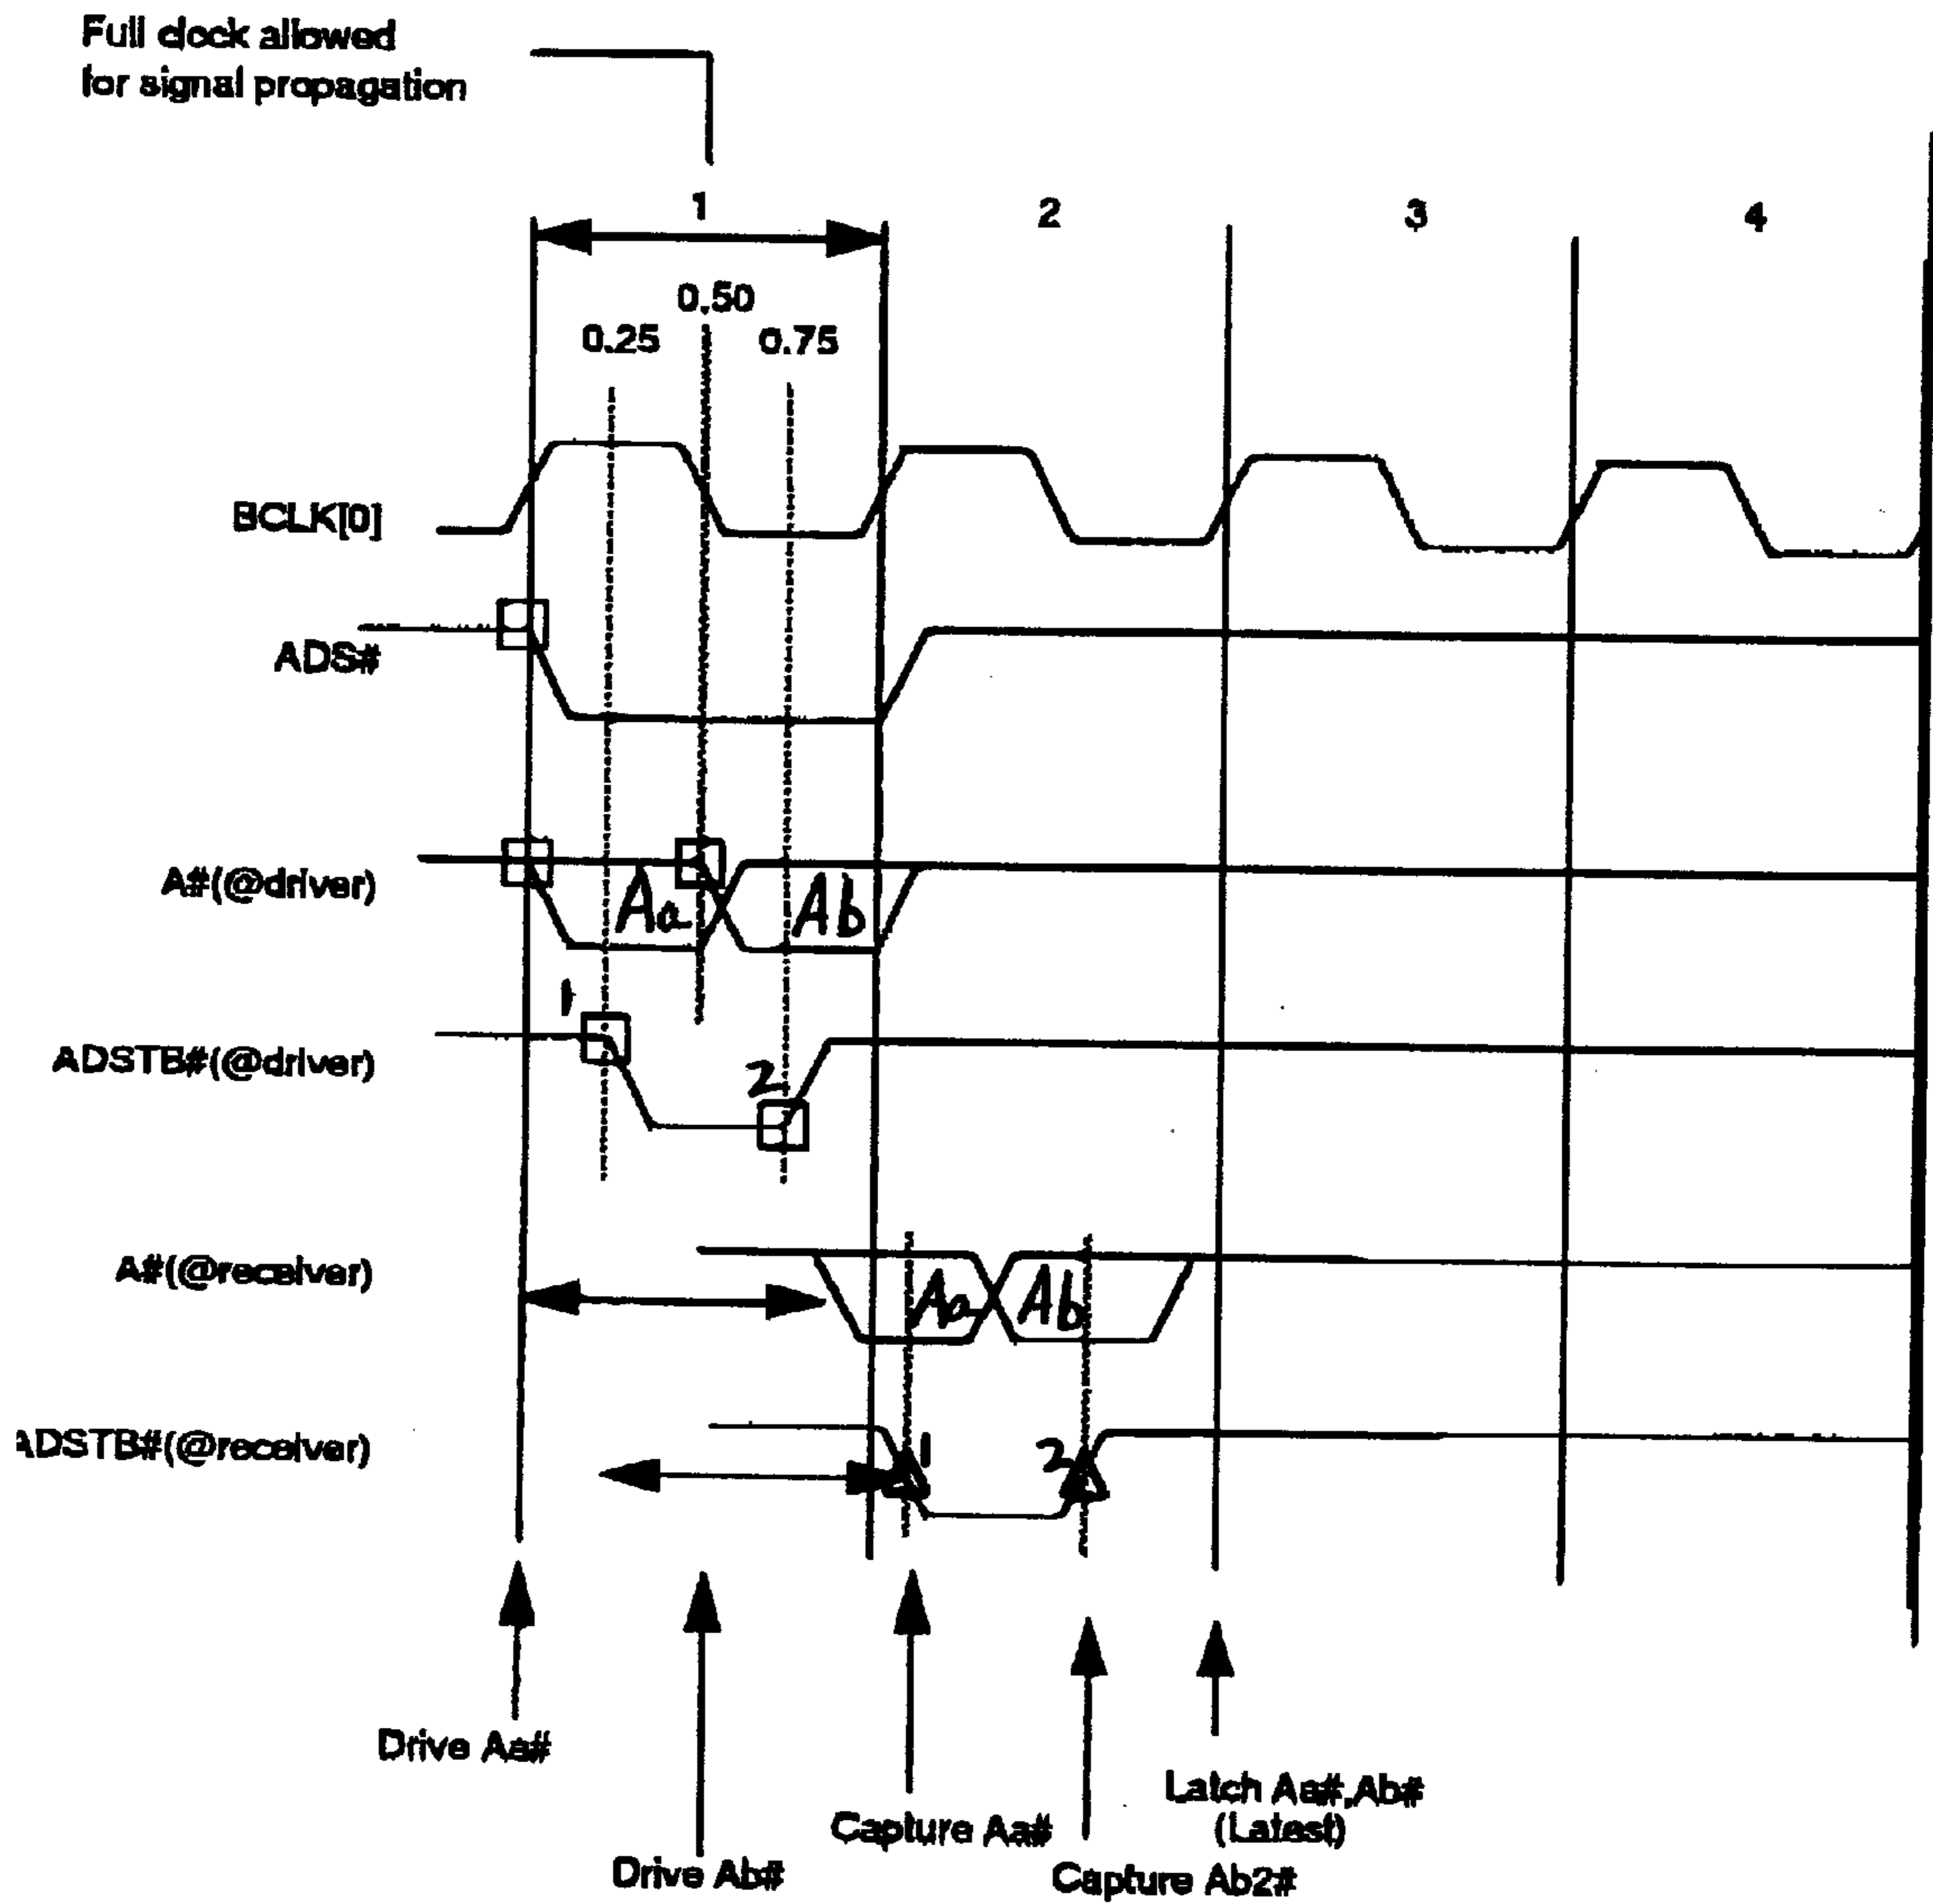 Full clock allowed
for signal propagation
1
2
3
4
0.25
0.50
0.75
BCLK[0]
ADS#
A#(@driver)
Aa
Ab
1
ADSTB#(@driver)
2
A#(@receiver)
Aa
Ab
ADSTB#(@receiver)
1
2
Drive Aa#
Drive Ab#
Capture Aa#
Capture Ab2#
Latch Aa#,Ab#
(Latest)